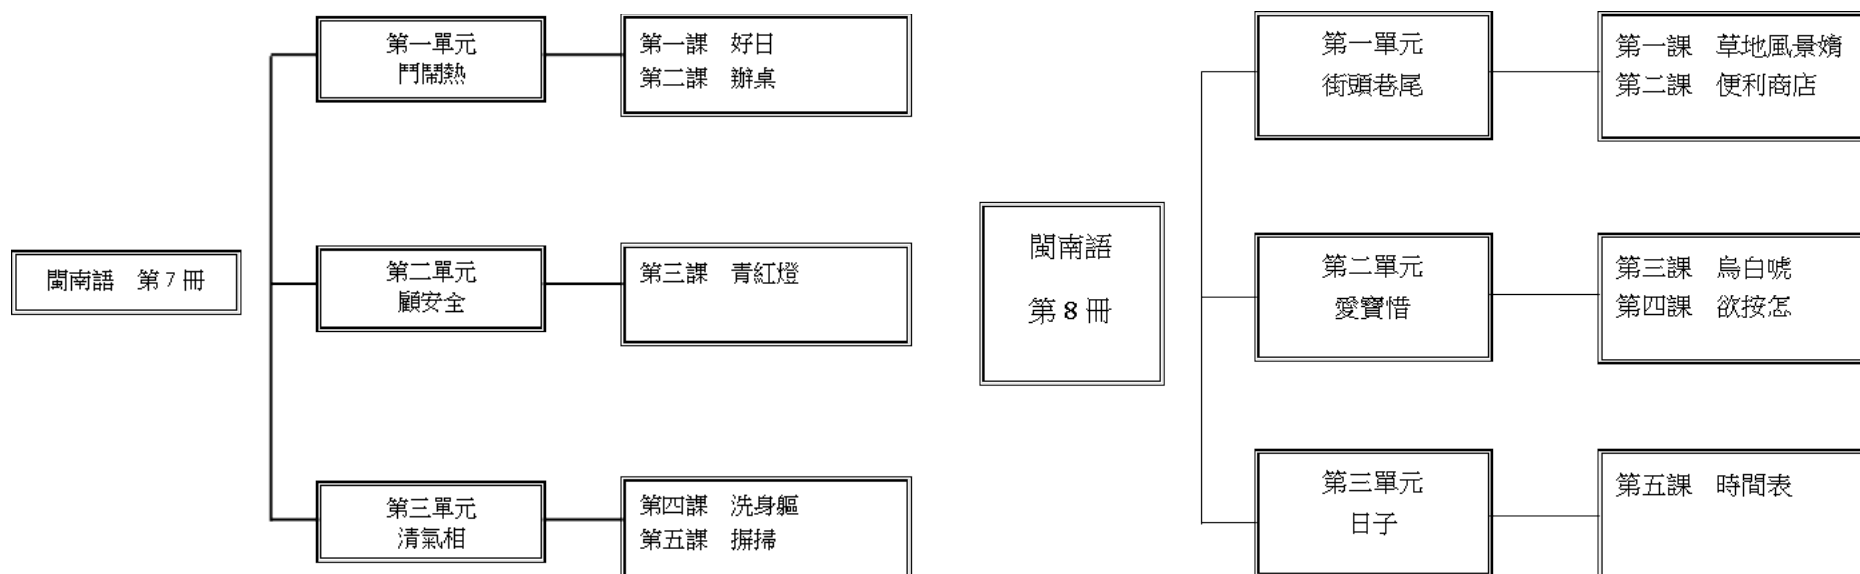 閩南語　第 7 冊
第一單元
鬥鬧熱
第一課　好日
第二課　辦桌
第二單元
顧安全
第三課　青紅燈
第三單元
清氣相
第四課　洗身軀
第五課　摒掃
閩南語
第 8 冊
第一單元
街頭巷尾
第一課　草地風景媠
第二課　便利商店
第二單元
愛寶惜
第三課　烏白唬
第四課　欲按怎
第三單元
日子
第五課　時間表